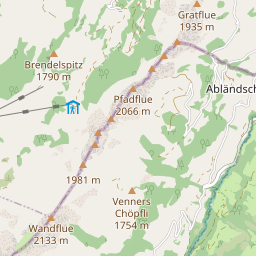 Gratflue
1935 m
Brendelspitz
1790 m
Abländsch
Pfadflue
2066 m
1981 m
Venners
Chöpfli
1754 m
Wandflue
2133 m